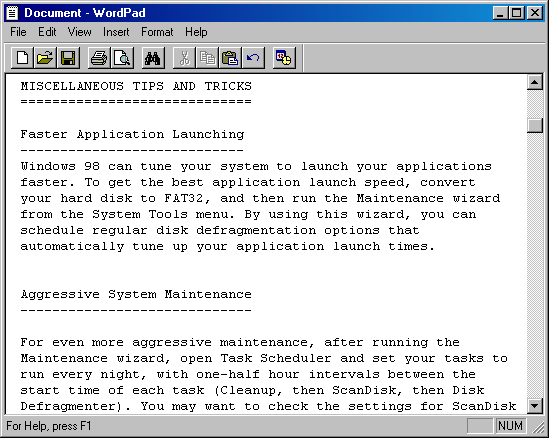 Document - WordPad
File Edit View Insert Format Help
MISCELLANEOUS TIPS AND TRICKS
=============================
Faster Application Launching
----------------------------
Windows 98 can tune your system to launch your applications
faster. To get the best application launch speed, convert
your hard disk to FAT32, and then run the Maintenance wizard
from the System Tools menu. By using this wizard, you can
schedule regular disk defragmentation options that
automatically tune up your application launch times.
Aggressive System Maintenance
-----------------------------
For even more aggressive maintenance, after running the
Maintenance wizard, open Task Scheduler and set your tasks to
run every night, with one-half hour intervals between the
start time of each task (Cleanup, then ScanDisk, then Disk
Defragmenter). You may want to check the settings for ScanDisk
For Help, press F1
NUM